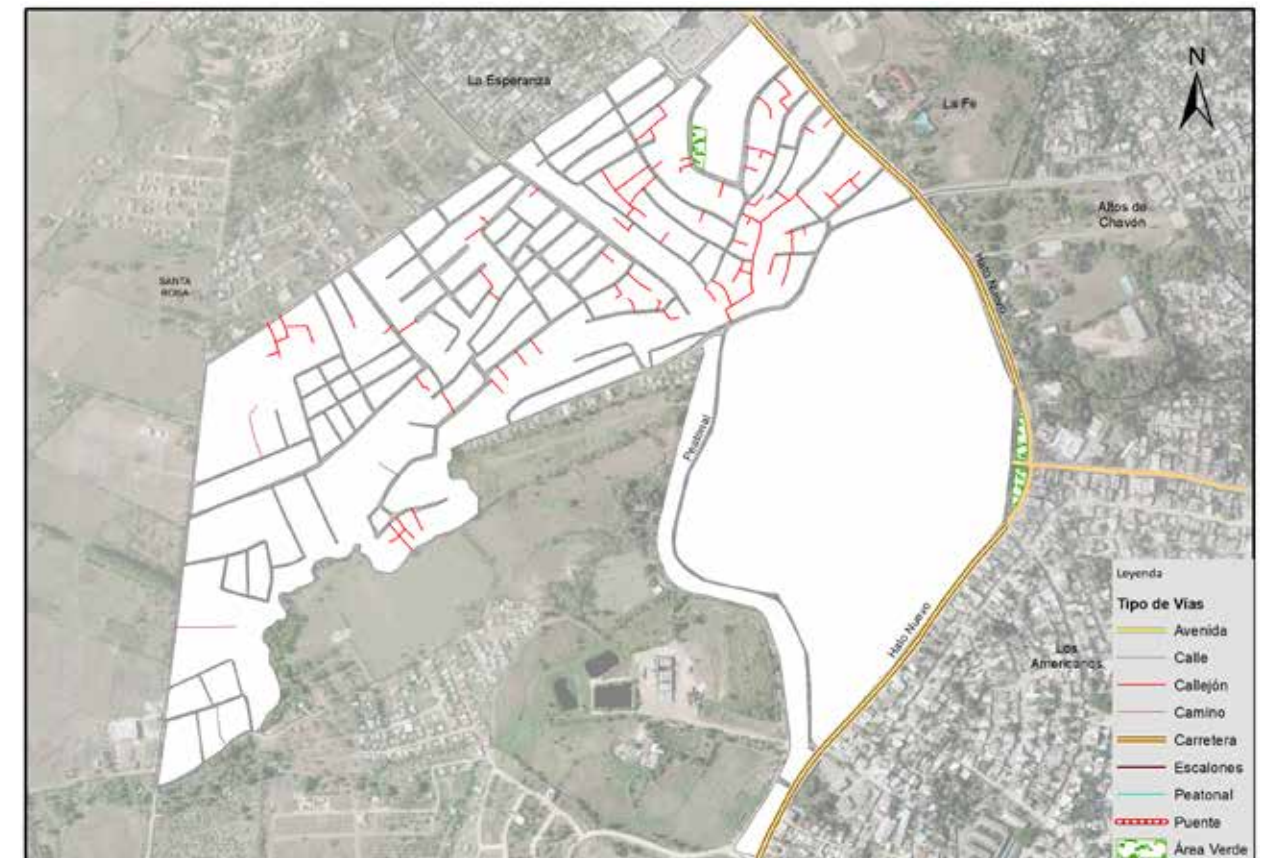 N
La Esperanza
La Fe
Altos de
Chavón
SANTA
ROSA
Hato Nuevo
Peatonal
Hato Nuevo
Los
Americanos
Leyenda
Tipo de Vías
Avenida
Calle
Callejón
Camino
Carretera
Escalones
Peatonal
Puente
Área Verde